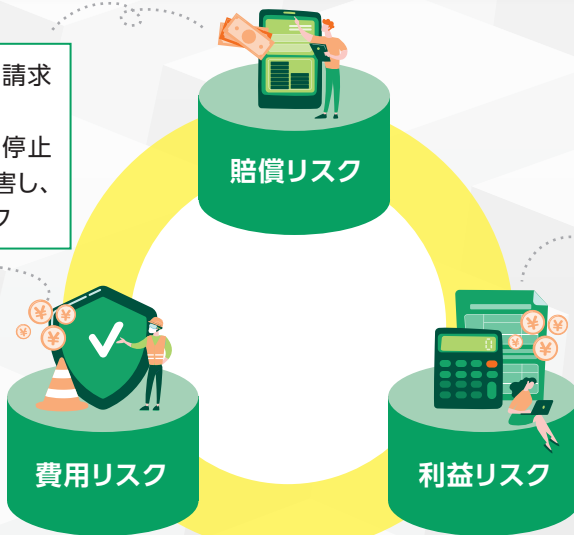 請求
停止
害し、
ク
賠償リスク
費用リスク
利益リスク